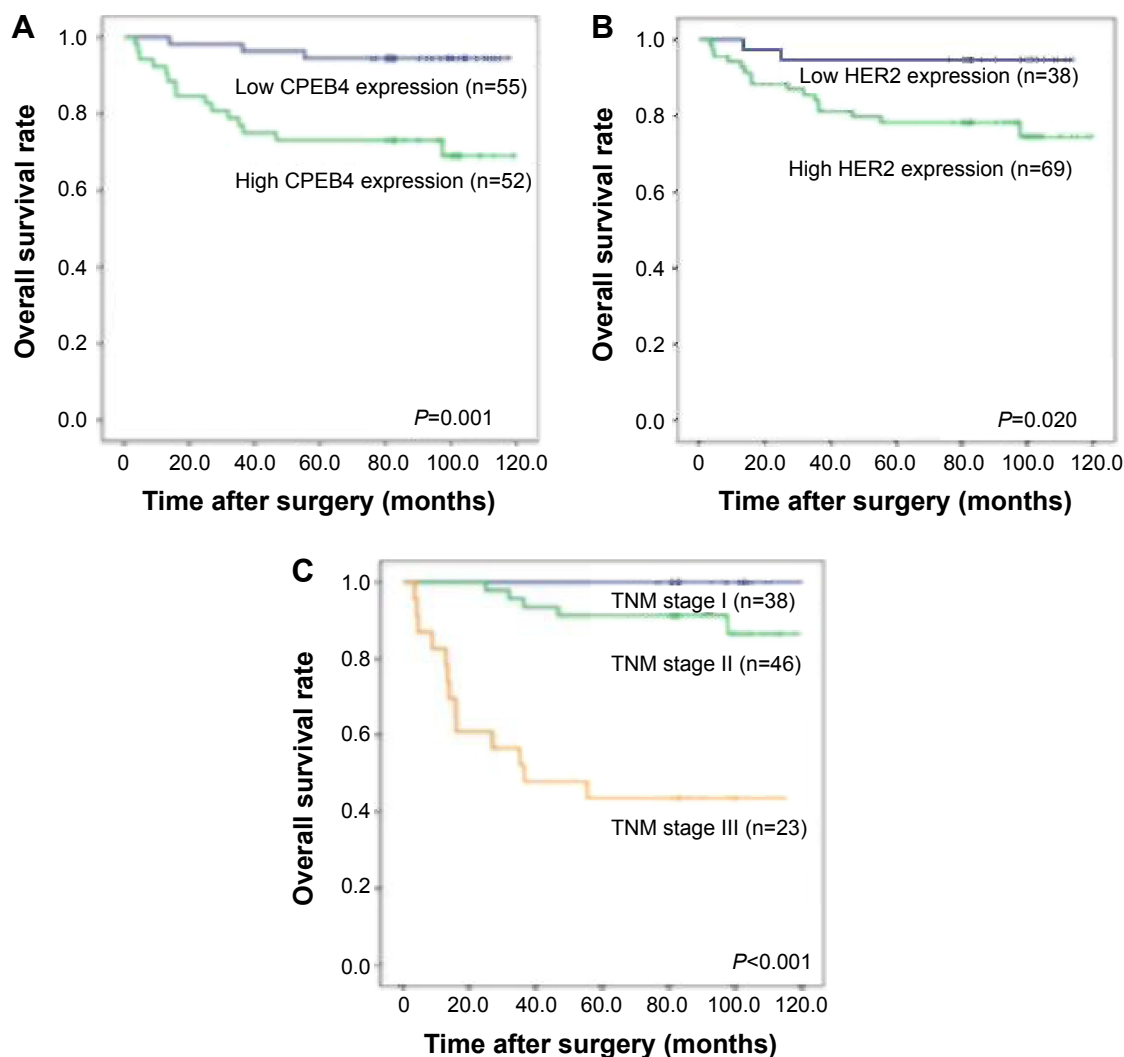 A
Overall survival rate
1.0
0.8
0.6
0.4
0.2
0.0
Low CPEB4 expression (n=55)
High CPEB4 expression (n=52)
P=0.001
0 20.0 40.0 60.0 80.0 100.0 120.0
Time after surgery (months)
B
Overall survival rate
1.0
0.8
0.6
0.4
0.2
0.0
Low HER2 expression (n=38)
High HER2 expression (n=69)
P=0.020
0 20.0 40.0 60.0 80.0 100.0 120.0
Time after surgery (months)
C
Overall survival rate
1.0
0.8
0.6
0.4
0.2
0.0
TNM stage I (n=38)
TNM stage II (n=46)
TNM stage III (n=23)
P<0.001
0 20.0 40.0 60.0 80.0 100.0 120.0
Time after surgery (months)